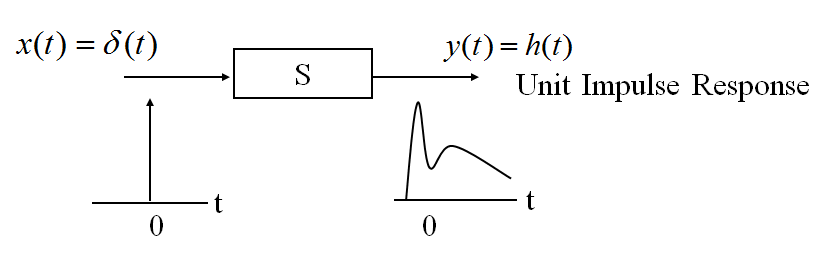 x(t) = δ(t)
S
y(t) = h(t)
Unit Impulse Response
t
0
t
0